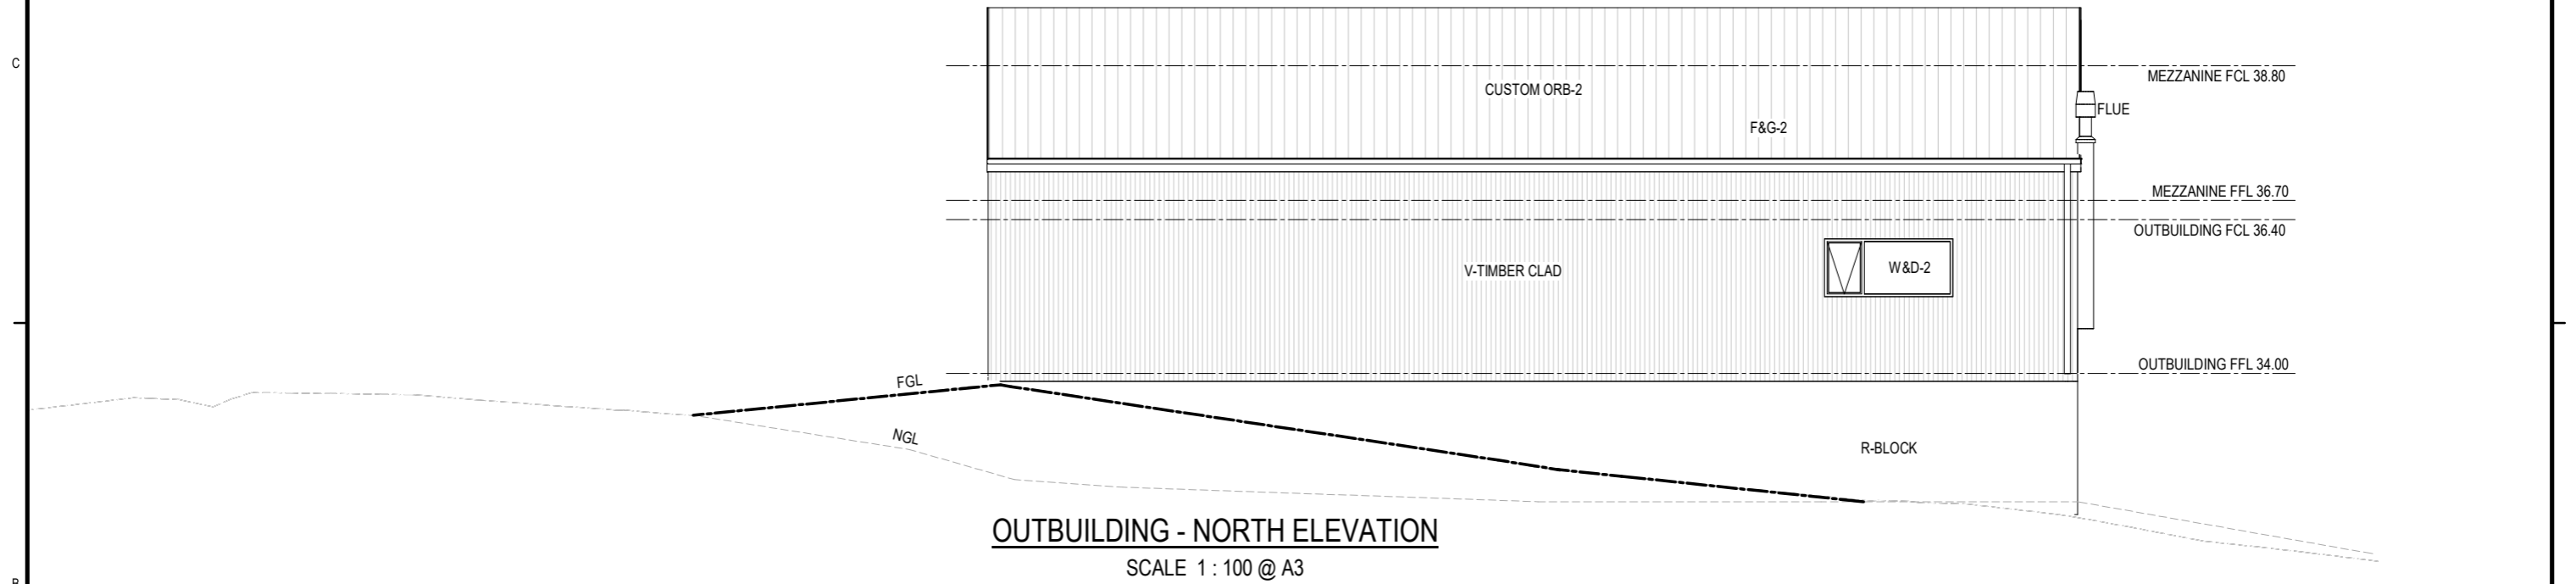 C
MEZZANINE FCL 38.80
CUSTOM ORB-2
FLUE
F&G-2
MEZZANINE FFL 36.70
OUTBUILDING FCL 36.40
V-TIMBER CLAD
W&D-2
OUTBUILDING FFL 34.00
FGL
NGL
R-BLOCK
OUTBUILDING - NORTH ELEVATION
SCALE 1 : 100 @ A3